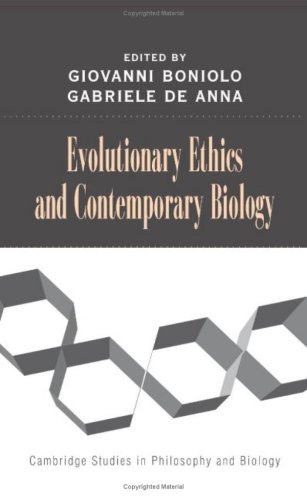 Copyrighted Material
EDITED BY
GIOVANNI BONIOLO
GABRIELE DE ANNA
Evolutionary Ethics
and Contemporary Biology
Cambridge Studies in Philosophy and Biology
Copyrighted Material